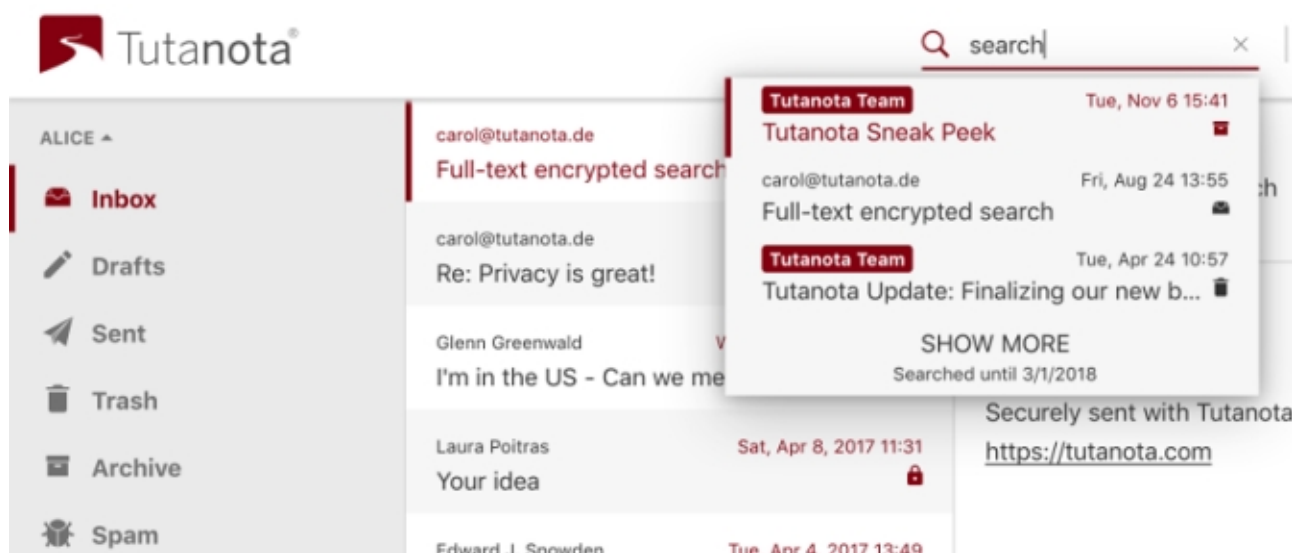 Tutanota®
search
ALICE
Inbox
Drafts
Sent
Trash
Archive
Spam
carol@tutanota.de
Full-text encrypted search
carol@tutanota.de
Re: Privacy is great!
Glenn Greenwald
I'm in the US - Can we me
Laura Poitras
Sat, Apr 8, 2017 11:31
Your idea
Edward J. Snowden
Tue, Apr 4, 2017 13:49
Tutanota Team
Tue, Nov 6 15:41
Tutanota Sneak Peek
carol@tutanota.de
Fri, Aug 24 13:55
Full-text encrypted search
Tutanota Team
Tue, Apr 24 10:57
Tutanota Update: Finalizing our new b...
SHOW MORE
Searched until 3/1/2018
Securely sent with Tutanota
https://tutanota.com